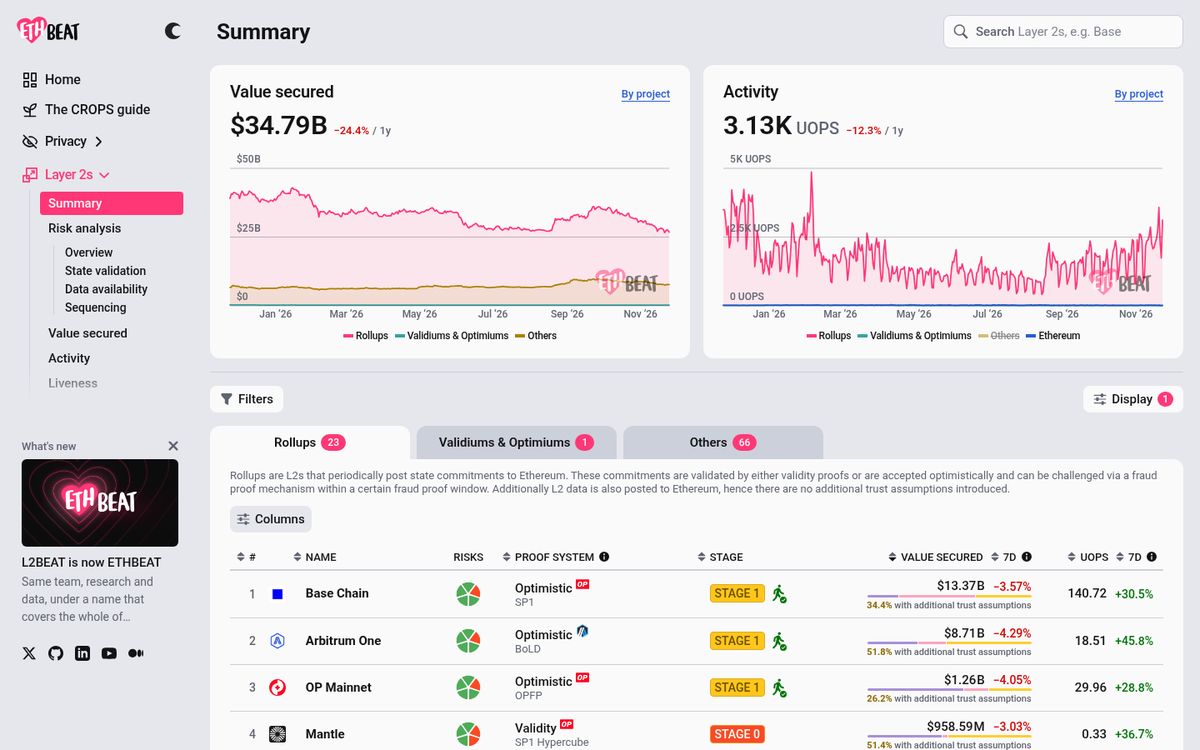 ETH BEAT
Summary
Search Layer 2s, e.g. Base
Home
The CROPS guide
Privacy
Layer 2s
Summary
Risk analysis
Overview
State validation
Data availability
Sequencing
Value secured
Activity
Liveness
What's new
ETH BEAT
L2BEAT is now ETHBEAT
Same team, research and
data, under a name that
covers the whole of…
Value secured
By project
$34.79B −24.4% / 1y
$50B
$25B
$0
ETH BEAT
Jan '26 Mar '26 May '26 Jul '26 Sep '26 Nov '26
Rollups Validiums & Optimiums Others
Activity
By project
3.13K UOPS −12.3% / 1y
5K UOPS
2.5K UOPS
0 UOPS
ETH BEAT
Jan '26 Mar '26 May '26 Jul '26 Sep '26 Nov '26
Rollups Validiums & Optimiums Others Ethereum
Filters
Display 1
Rollups 23
Validiums & Optimiums 1
Others 66
Rollups are L2s that periodically post state commitments to Ethereum. These commitments are validated by either validity proofs or are accepted optimistically and can be challenged via a fraud
proof mechanism within a certain fraud proof window. Additionally L2 data is also posted to Ethereum, hence there are no additional trust assumptions introduced.
Columns
# NAME RISKS PROOF SYSTEM STAGE VALUE SECURED 7D UOPS 7D
1 Base Chain Optimistic OP STAGE 1 $13.37B −3.57% 140.72 +30.5%
SP1 34.4% with additional trust assumptions
2 Arbitrum One Optimistic STAGE 1 $8.71B −4.29% 18.51 +45.8%
BoLD 51.8% with additional trust assumptions
3 OP Mainnet Optimistic OP STAGE 1 $1.26B −4.05% 29.96 +28.8%
OPFP 26.2% with additional trust assumptions
4 Mantle Validity OP STAGE 0 $958.59M −3.03% 0.33 +36.7%
SP1 Hypercube 51.4% with additional trust assumptions